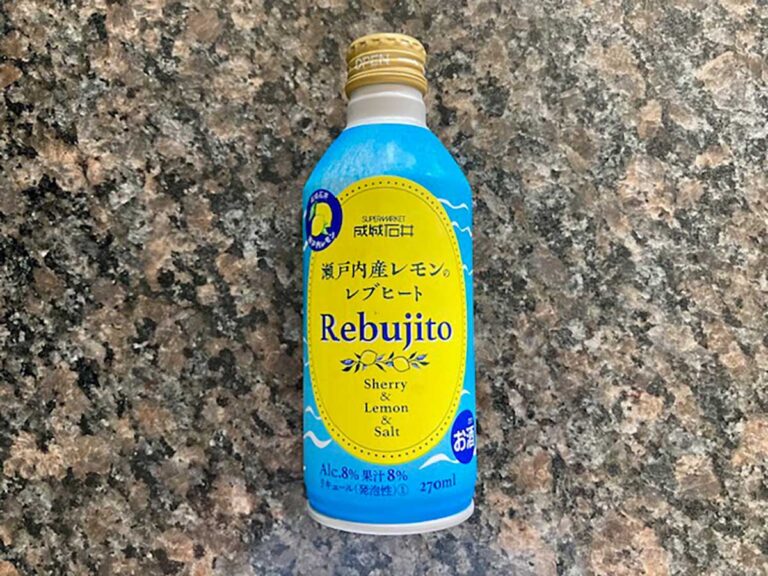 OPEN
SUPERMARKET
成城石井
瀬戸内産レモンの
レブヒート
Rebujito
Sherry
&
Lemon
&
Salt
お酒
Alc.8% 果汁8%
リキュール(発泡性)①
270ml